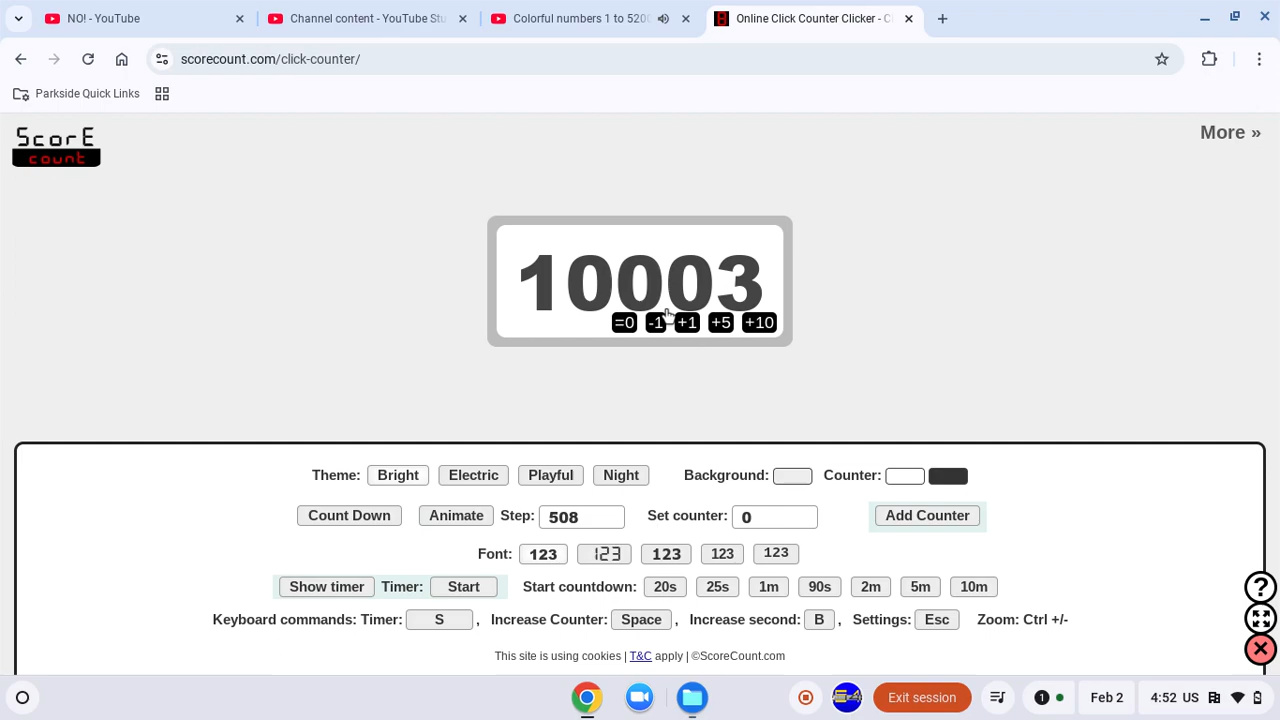 NO! - YouTube
Channel content - YouTube Stu
Colorful numbers 1 to 5200
Online Click Counter Clicker - C
scorecount.com/click-counter/
Parkside Quick Links
ScorE
count
More »
10003
=0 -1 +1 +5 +10
Theme: Bright Electric Playful Night Background: Counter:
Count Down Animate Step: 508 Set counter: 0 Add Counter
Font: 123 123 123 123 123
Show timer Timer: Start Start countdown: 20s 25s 1m 90s 2m 5m 10m
Keyboard commands: Timer: S , Increase Counter: Space , Increase second: B , Settings: Esc Zoom: Ctrl +/-
This site is using cookies | T&C apply | ©ScoreCount.com
Exit session 1 Feb 2 4:52 US